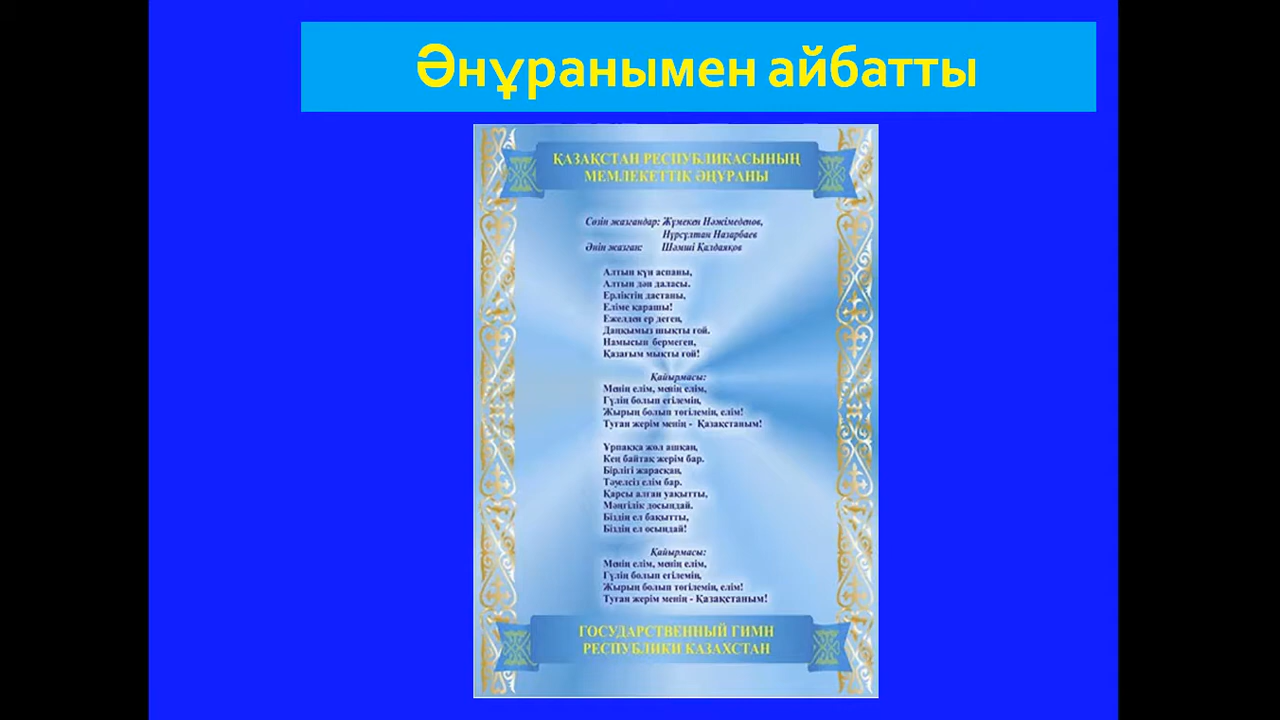 Әнұранымен айбатты
ҚАЗАҚСТАН РЕСПУБЛИКАСЫНЫҢ
МЕМЛЕКЕТТІК ӘНҰРАНЫ
Сөзін жазғандар: Жұмекен Нәжімеденов,
Нұрсұлтан Назарбаев
Әнін жазған: Шәмші Қалдаяқов
Алтын күн аспаны,
Алтын дән даласы.
Ерліктің дастаны,
Еліме қарашы!
Ежелден ер деген,
Даңқымыз шықты ғой.
Намысын бермеген,
Қазағым мықты ғой!
Қайырмасы:
Менің елім, менің елім,
Гүлің болып егілемін,
Жырың болып төгілемін, елім!
Туған жерім менің - Қазақстаным!
Ұрпаққа жол ашқан,
Кең байтақ жерім бар.
Бірлігі жарасқан,
Тәуелсіз елім бар.
Қарсы алған уақытты,
Мәңгілік досындай.
Біздің ел бақытты,
Біздің ел осындай!
Қайырмасы:
Менің елім, менің елім,
Гүлің болып егілемін,
Жырың болып төгілемін, елім!
Туған жерім менің - Қазақстаным!
ГОСУДАРСТВЕННЫЙ ГИМН
РЕСПУБЛИКИ КАЗАХСТАН